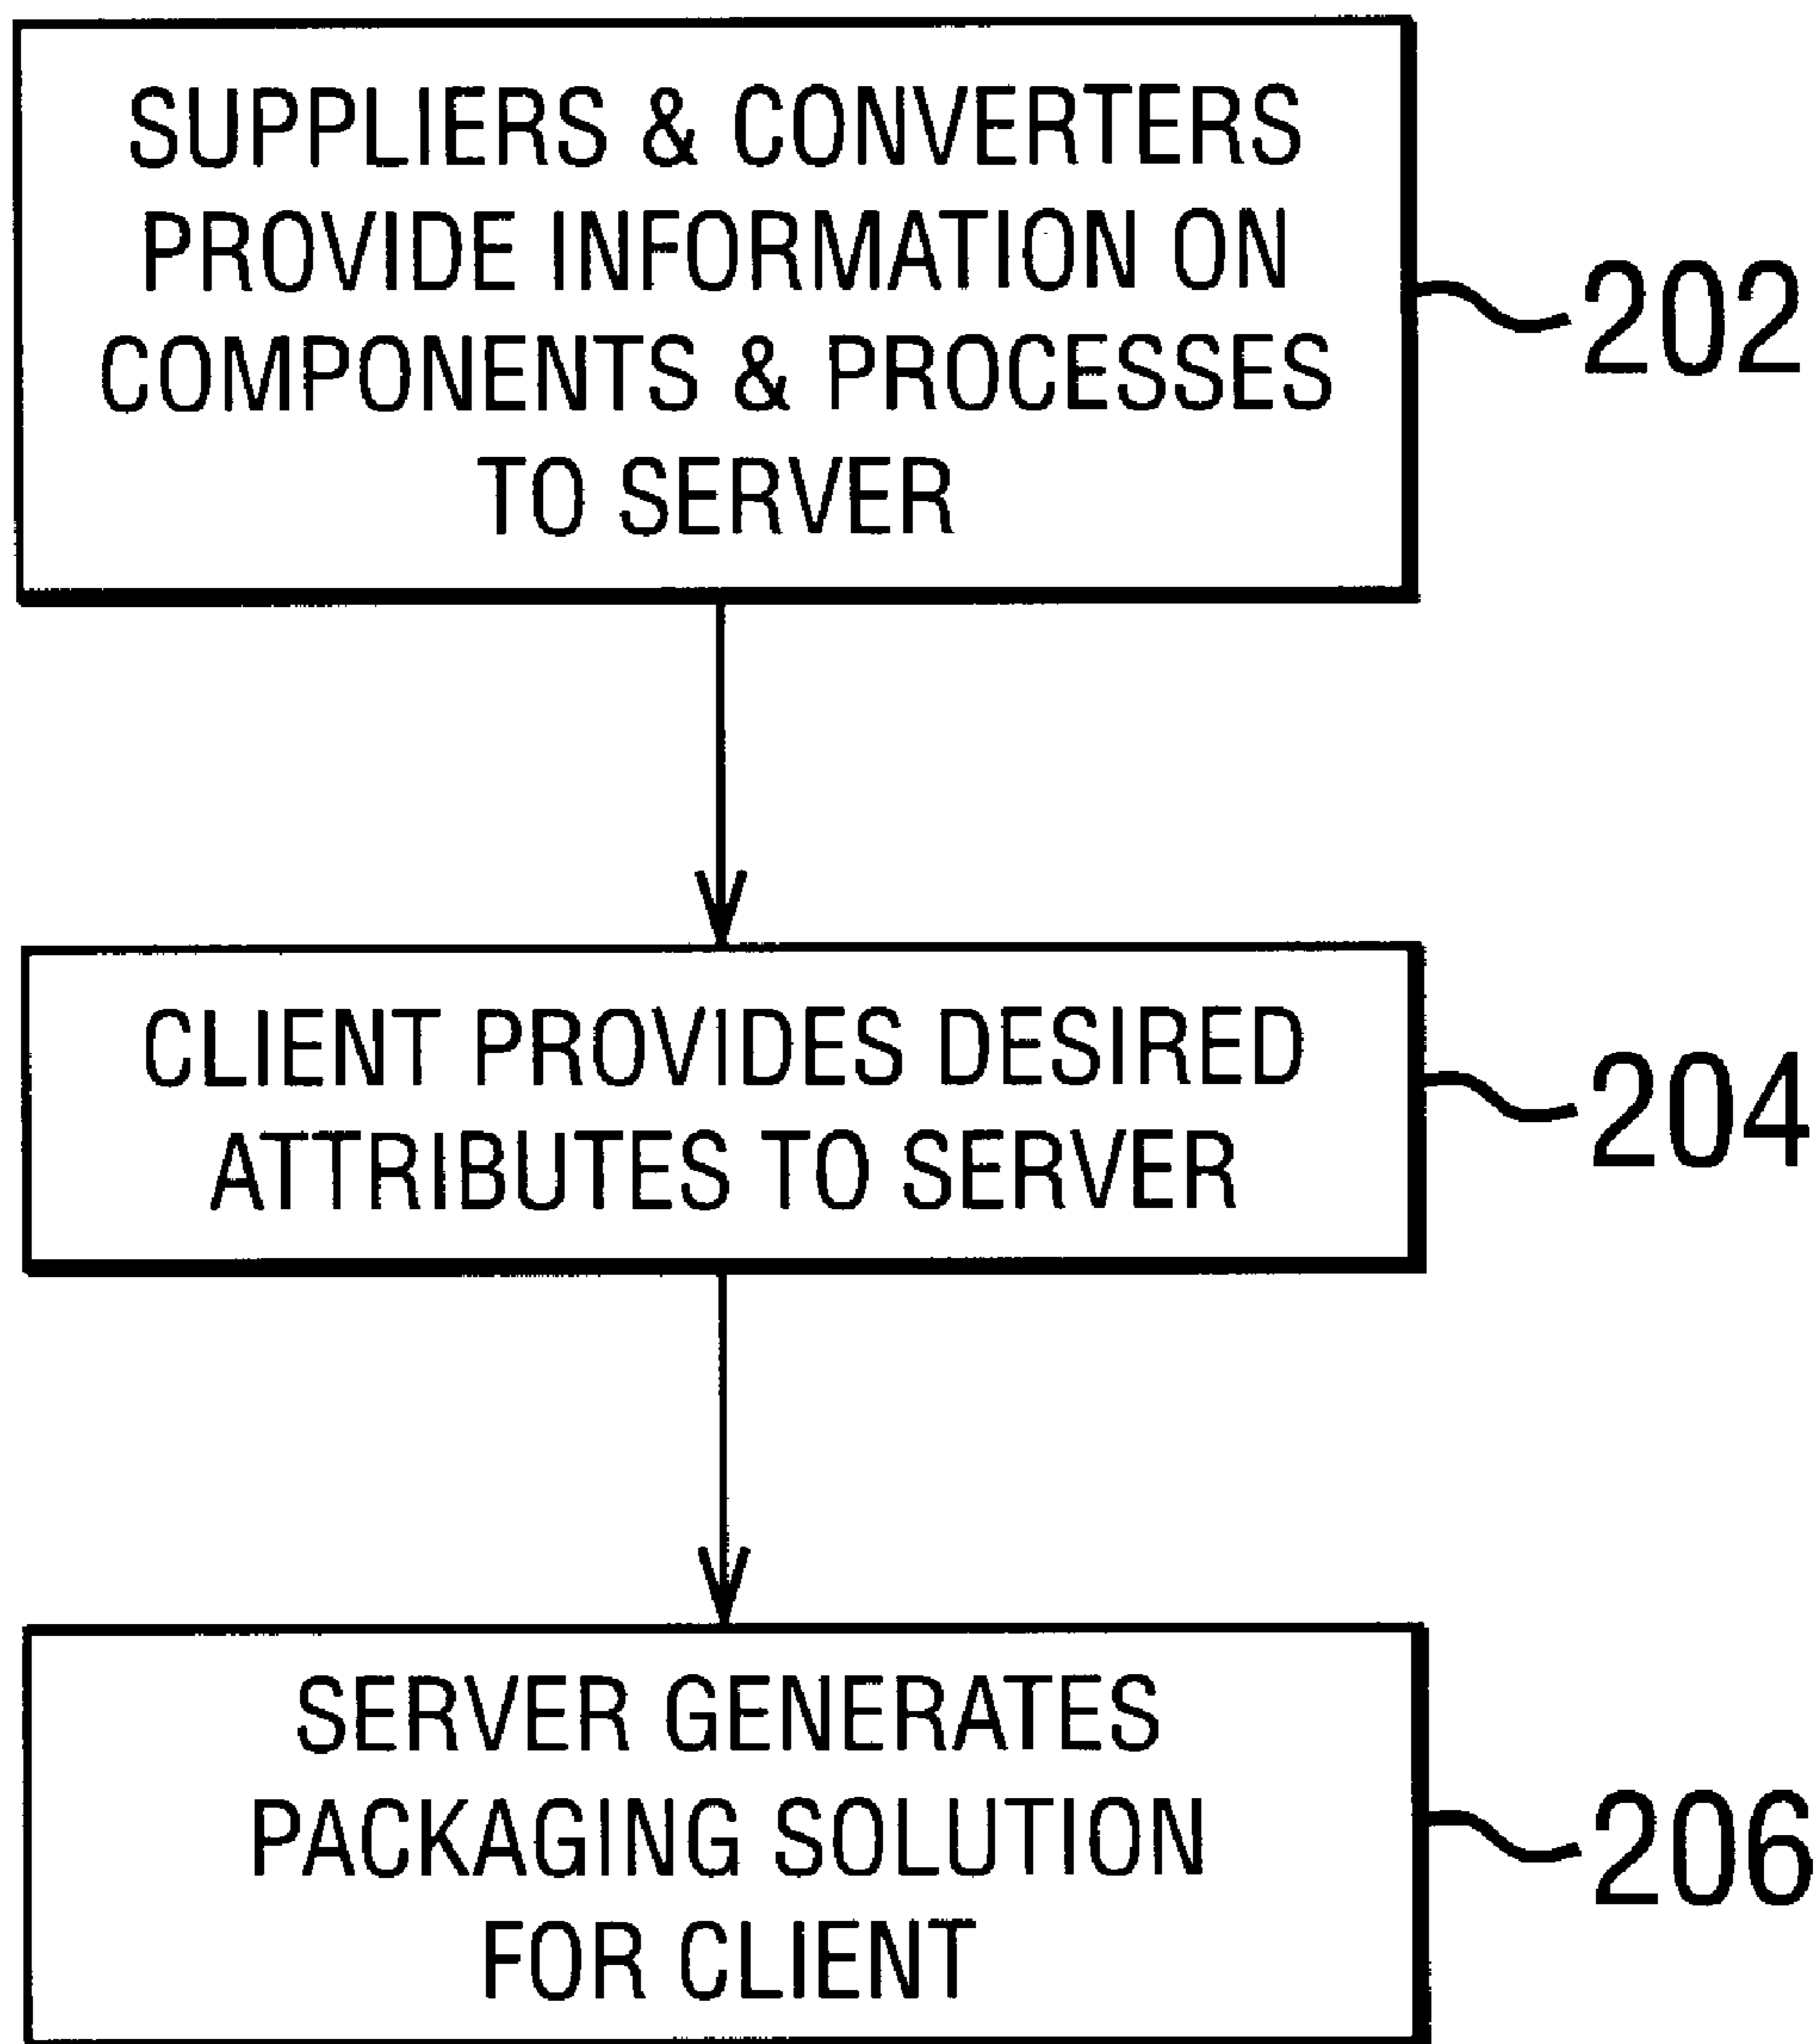 SUPPLIERS & CONVERTERS
PROVIDE INFORMATION ON
COMPONENTS & PROCESSES
TO SERVER
202
CLIENT PROVIDES DESIRED
ATTRIBUTES TO SERVER
204
SERVER GENERATES
PACKAGING SOLUTION
FOR CLIENT
206